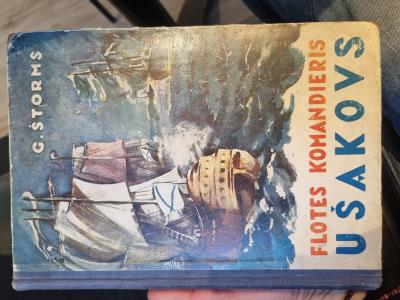 G. ŠTORMS
FLOTES KOMANDIERIS
UŠAKOVS